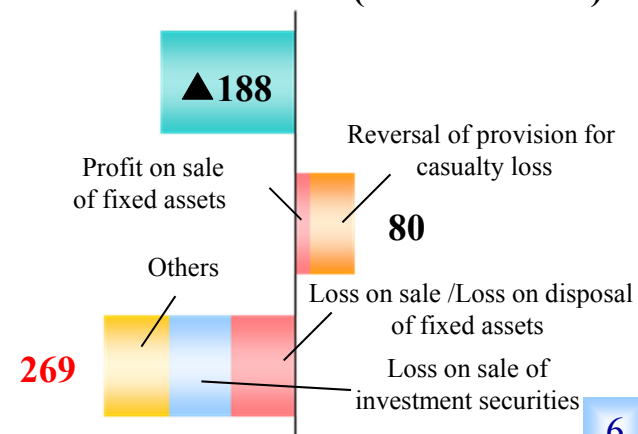 ▲188
Reversal of provision for
casualty loss
Profit on sale
of fixed assets
80
Others
Loss on sale /Loss on disposal
of fixed assets
269
Loss on sale of
investment securities
6